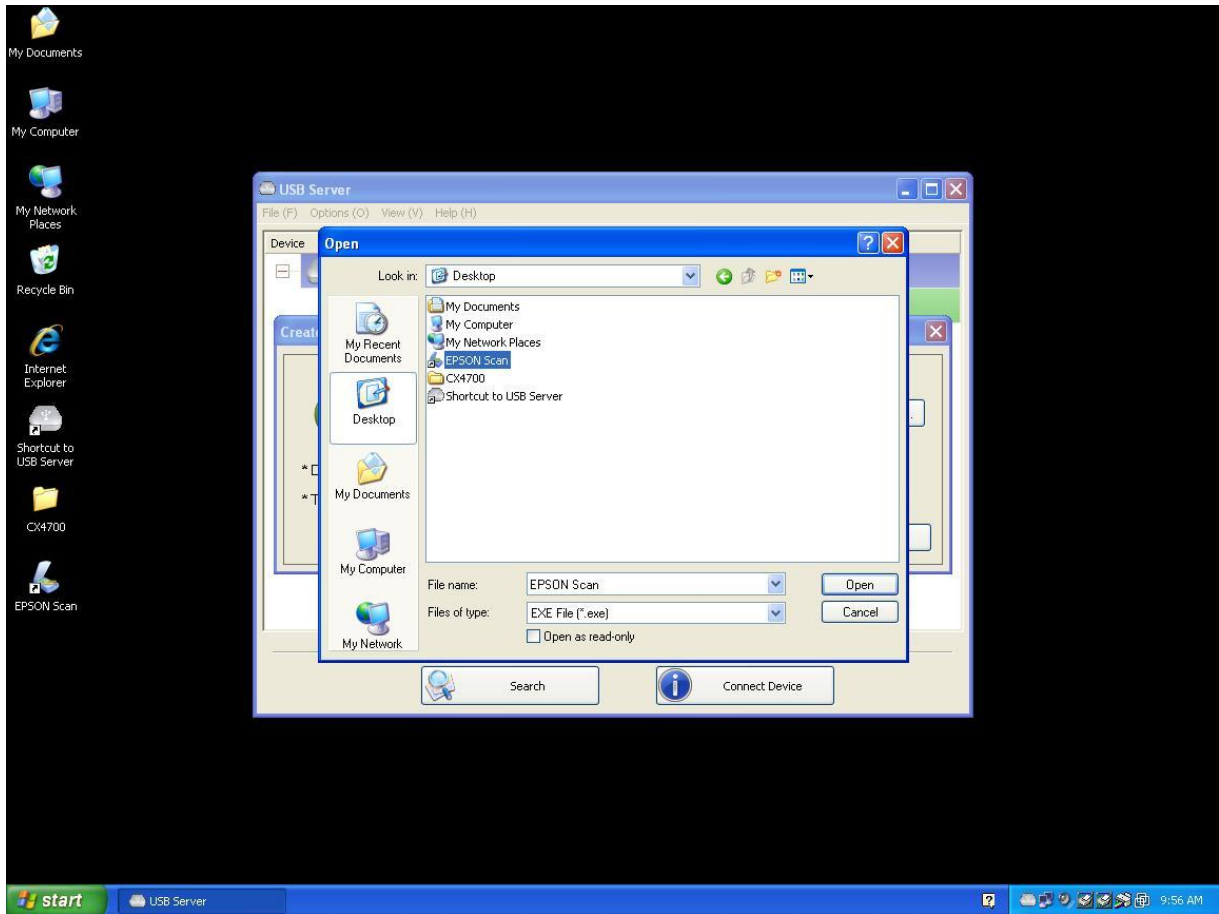 My Documents
My Computer
My Network
Places
Recycle Bin
Internet
Explorer
Shortcut to
USB Server
CX4700
EPSON Scan
USB Server
File (F) Options (O) View (V) Help (H)
Device
Open
Look in: Desktop
My Recent
Documents
Desktop
My Documents
My Computer
My Network
My Documents
My Computer
My Network Places
EPSON Scan
CX4700
Shortcut to USB Server
File name: EPSON Scan Open
Files of type: EXE File (*.exe) Cancel
Open as read-only
Search Connect Device
start USB Server 9:56 AM